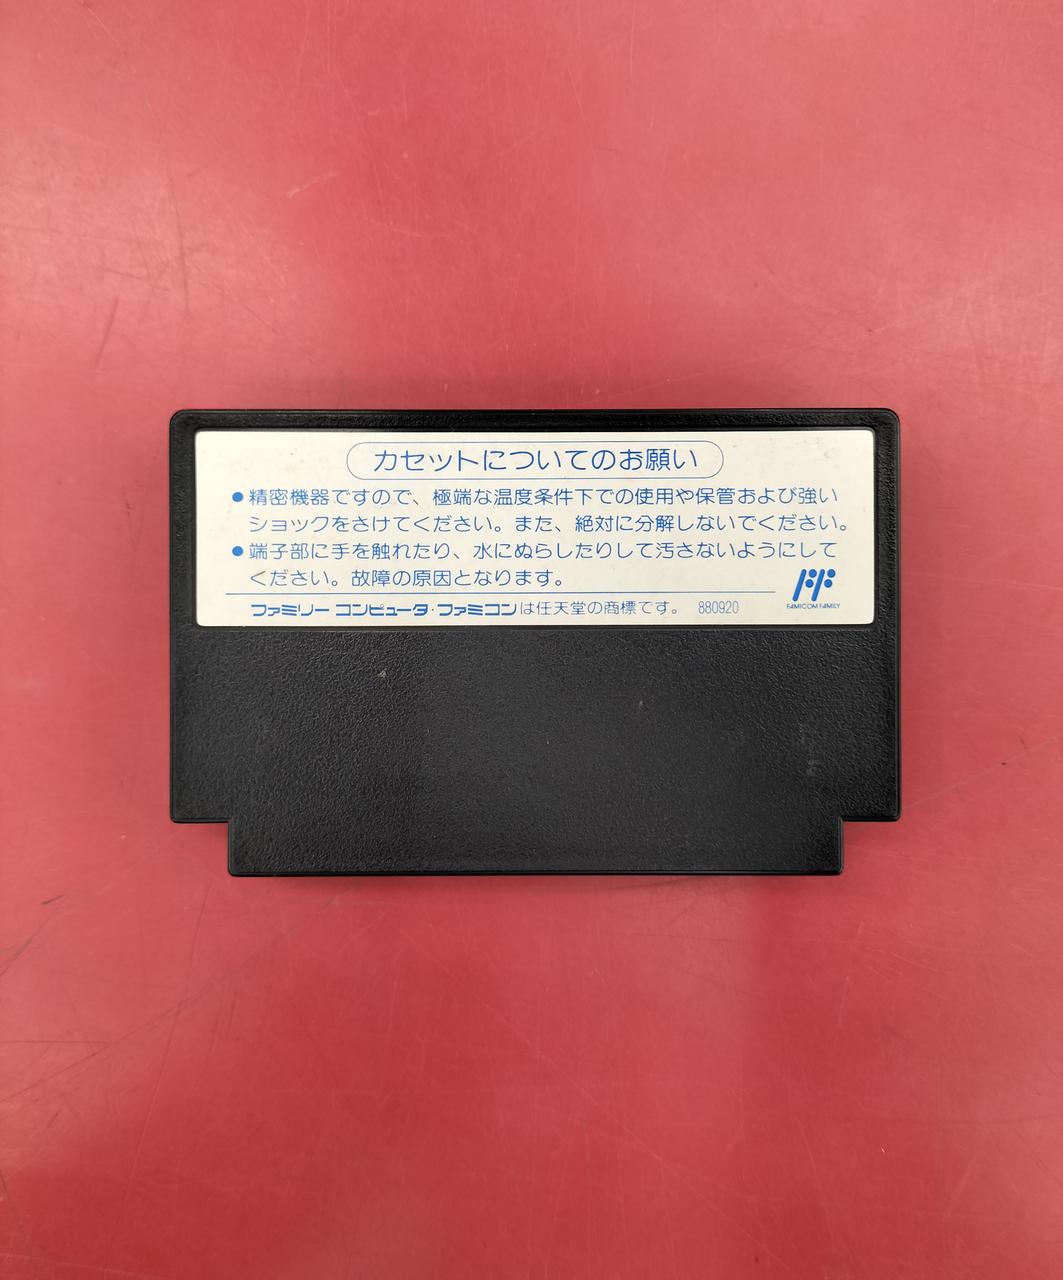 カセットについてのお願い
●精密機器ですので、極端な温度条件下での使用や保管および強い
ショックをさけてください。また、絶対に分解しないでください。
●端子部に手を触れたり、水にぬらしたりして汚さないようにして
ください。故障の原因となります。
FAMICOM FAMILY
ファミリー コンピュータ・ファミコンは任天堂の商標です。 880920